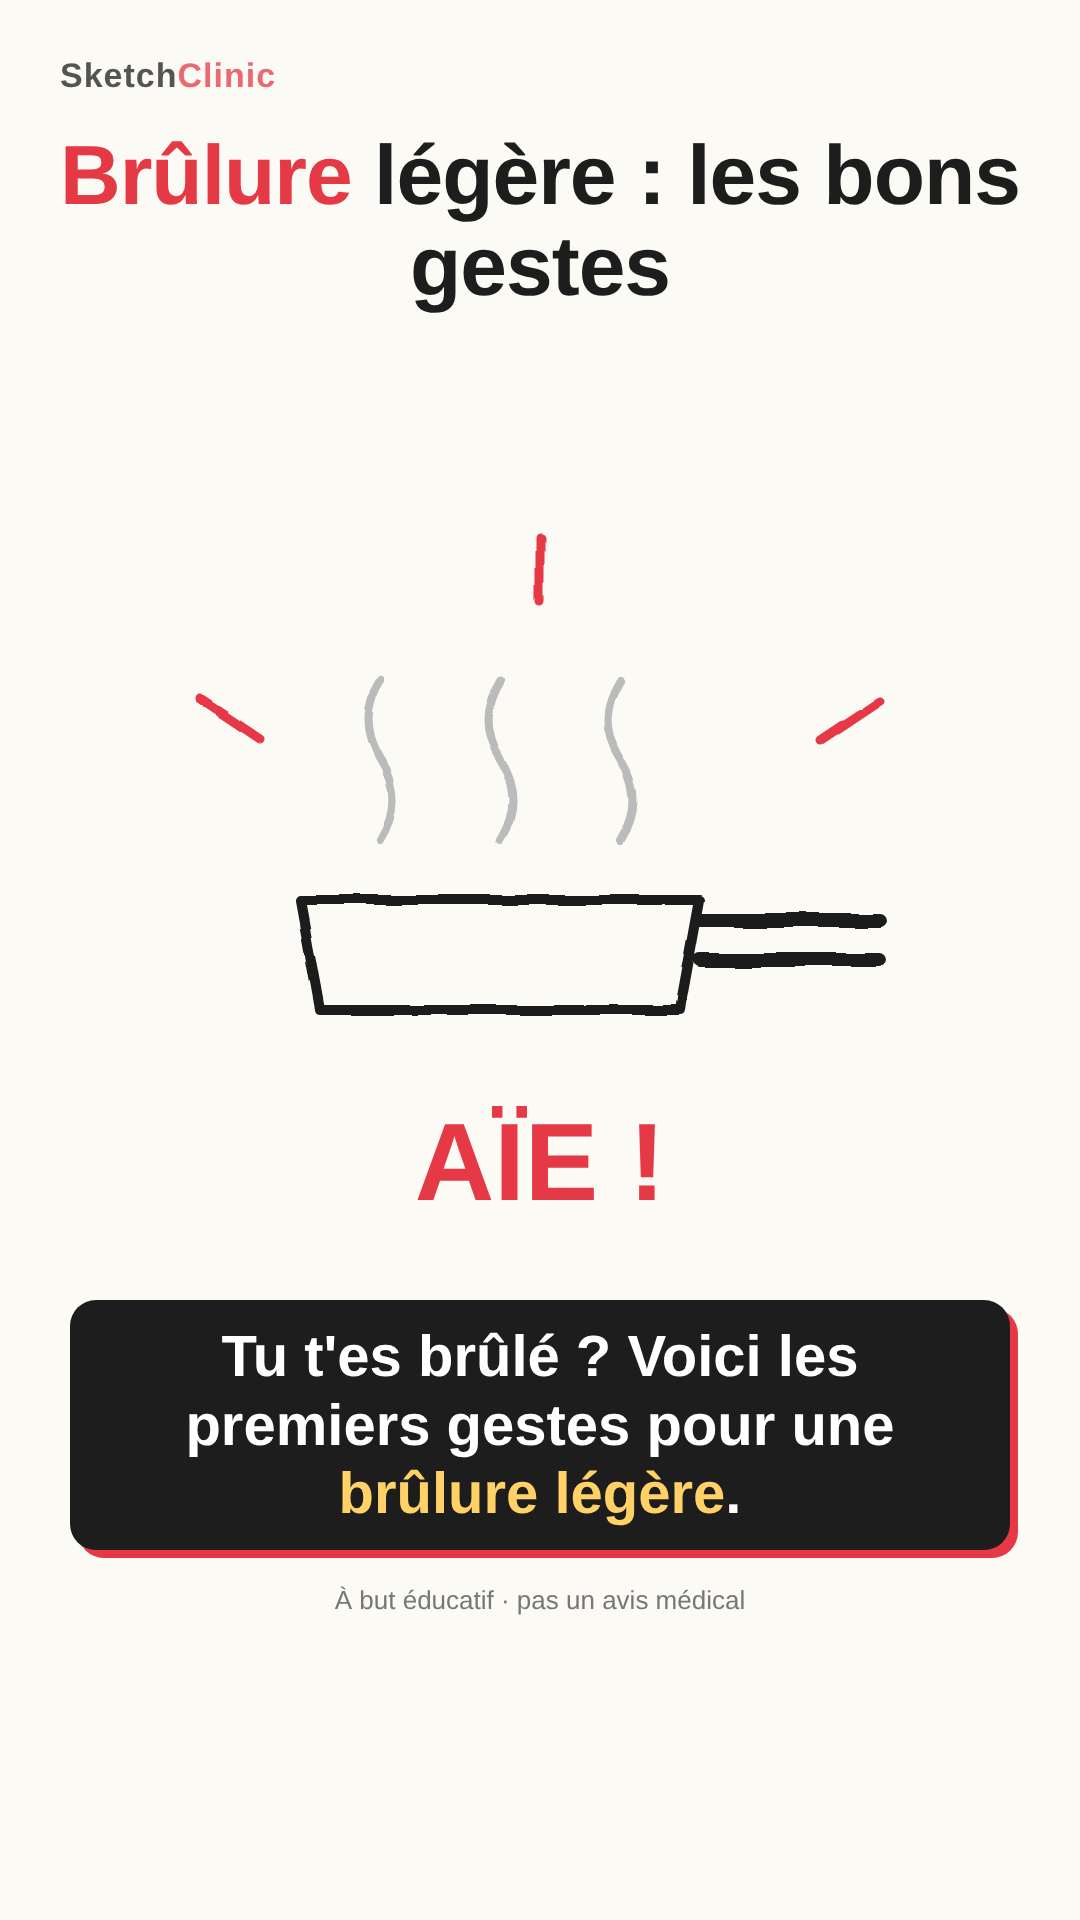 SketchClinic
Brûlure légère : les bons
gestes
AÏE !
Tu t'es brûlé ? Voici les
premiers gestes pour une
brûlure légère.
À but éducatif · pas un avis médical